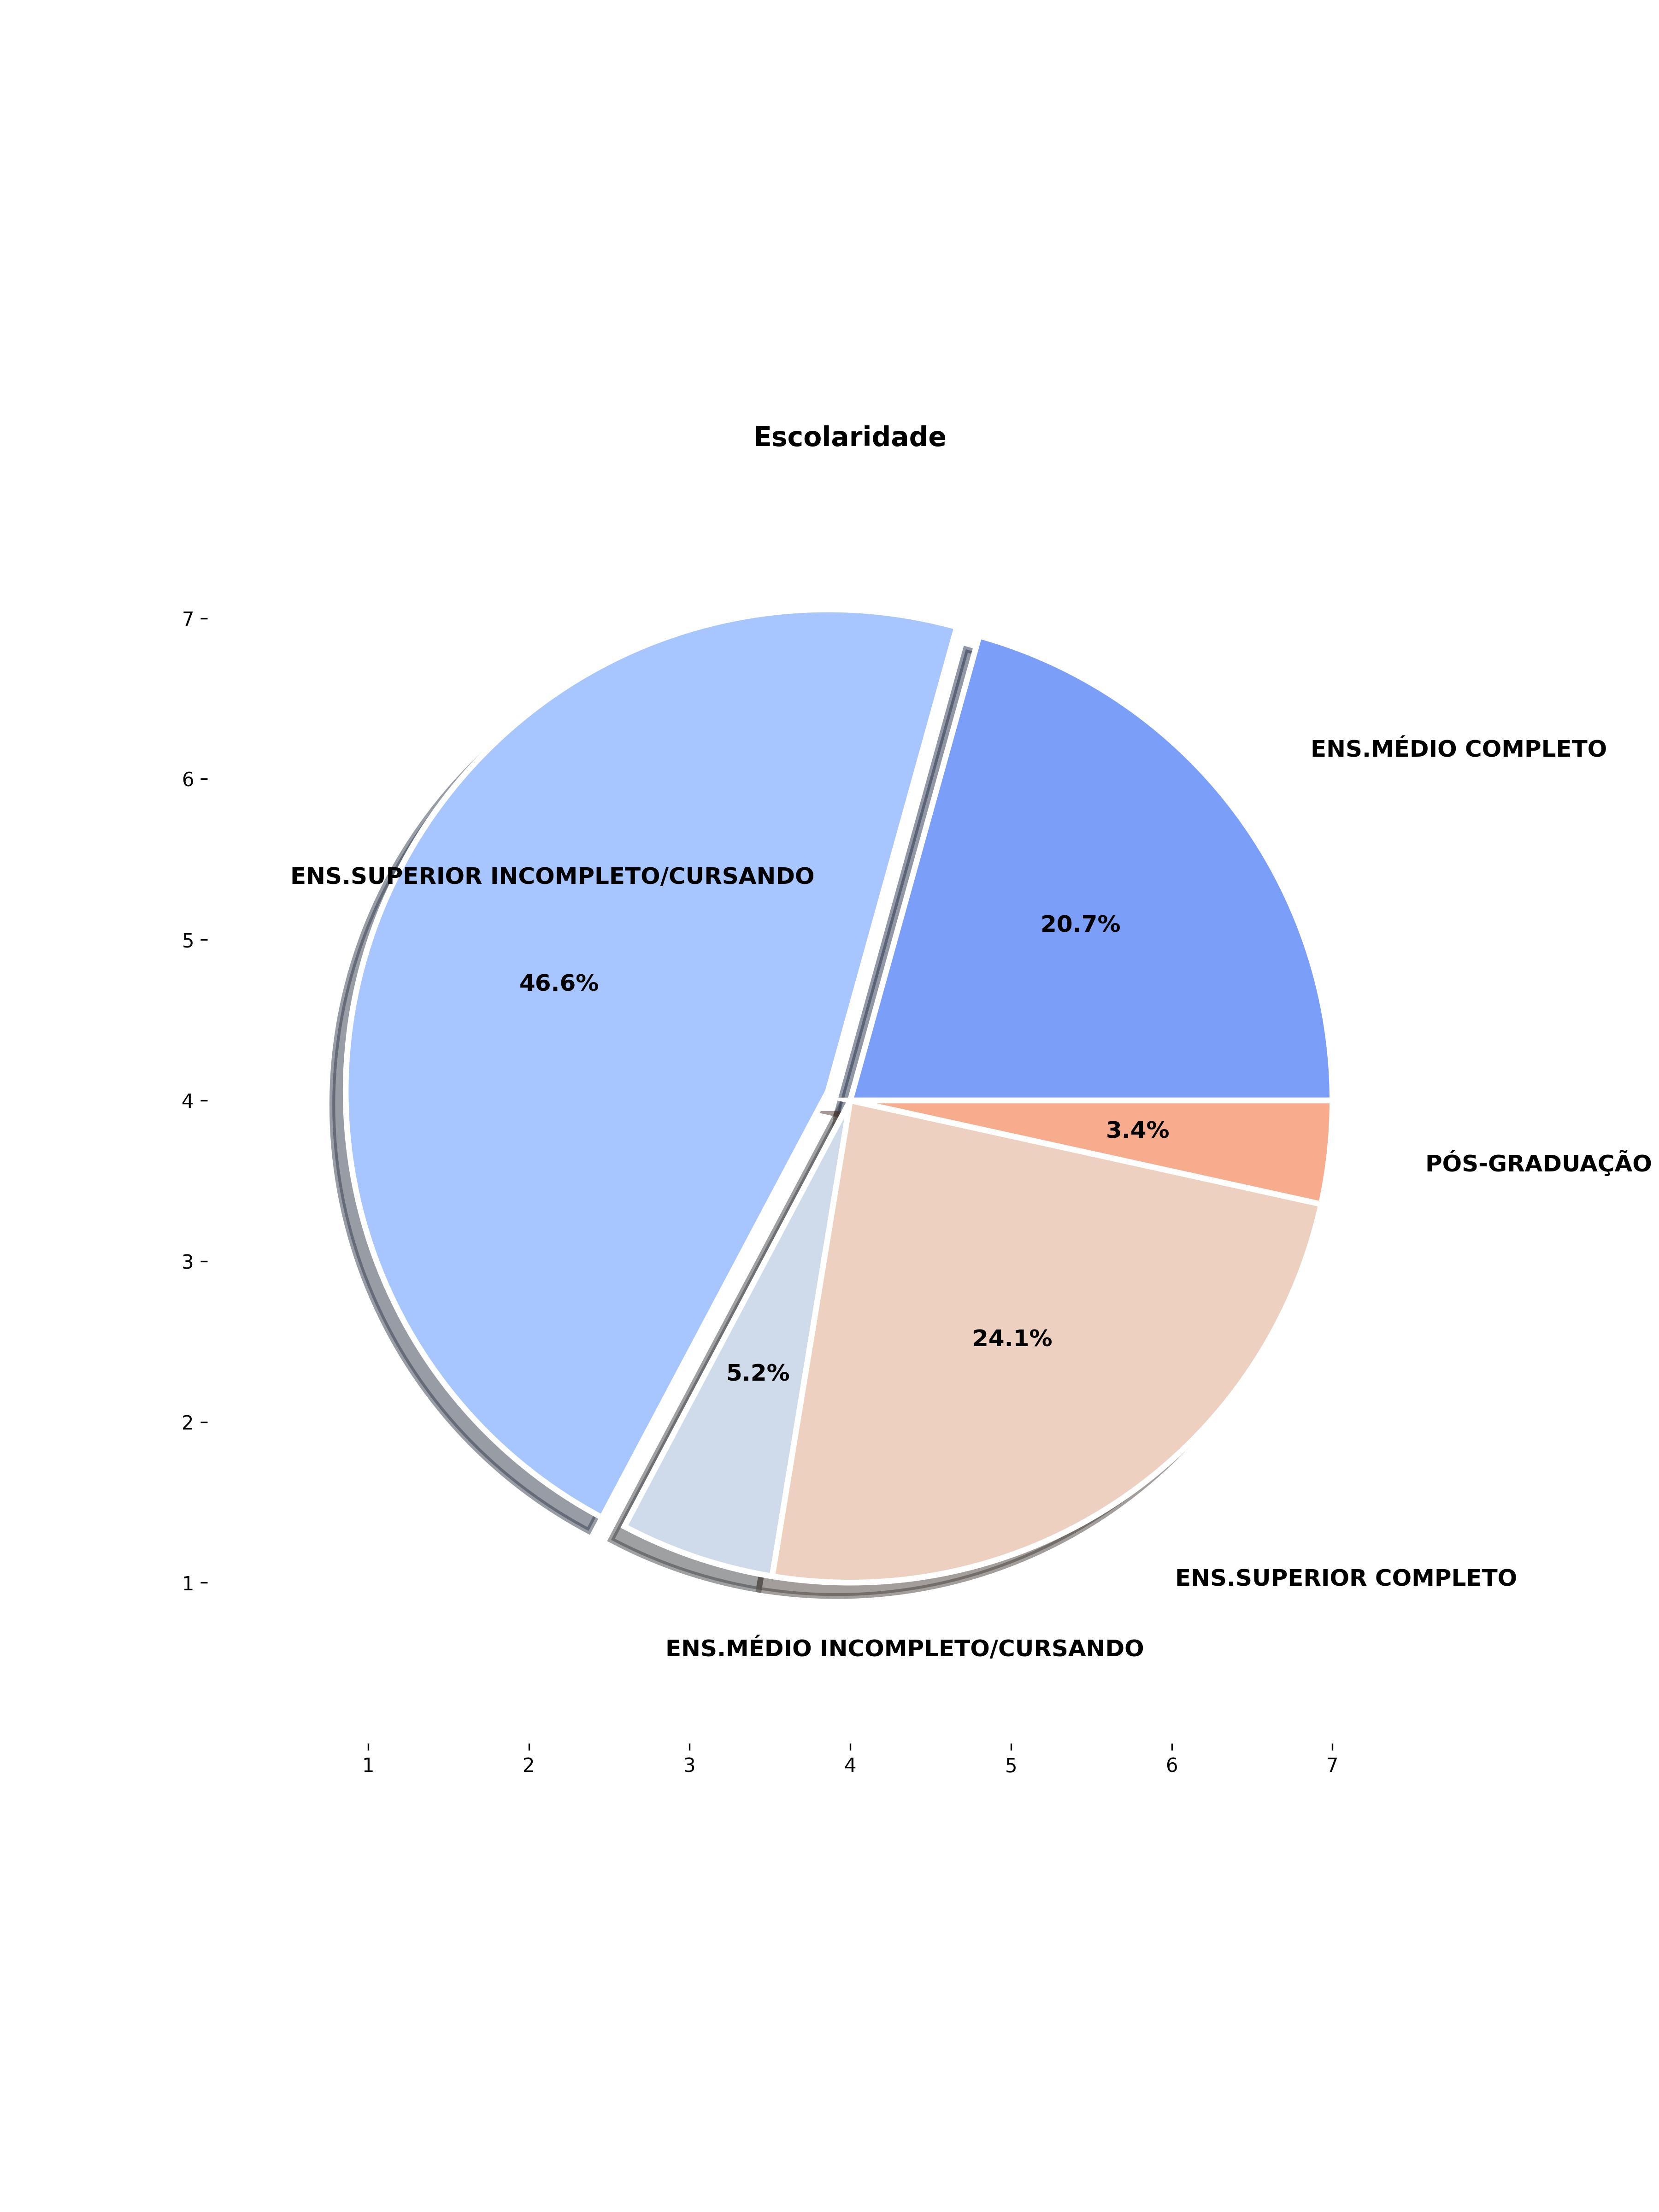 Escolaridade
7
ENS.MÉDIO COMPLETO
6
ENS.SUPERIOR INCOMPLETO/CURSANDO
20.7%
5
46.6%
4
3.4%
PÓS-GRADUAÇÃO
3
24.1%
5.2%
2
ENS.SUPERIOR COMPLETO
1
ENS.MÉDIO INCOMPLETO/CURSANDO
1 2 3 4 5 6 7